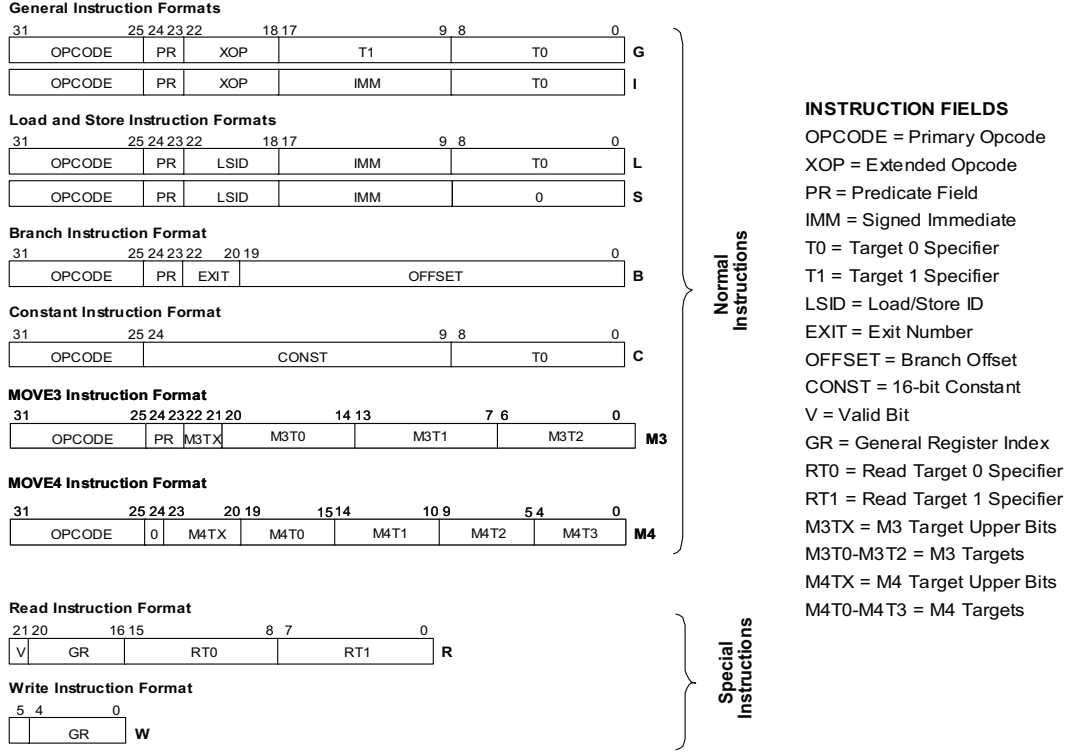 General Instruction Formats
31 25 24 23 22 18 17 9 8 0
OPCODE PR XOP T1 T0 G
OPCODE PR XOP IMM T0 I
Load and Store Instruction Formats
31 25 24 23 22 18 17 9 8 0
OPCODE PR LSID IMM T0 L
OPCODE PR LSID IMM 0 S
Branch Instruction Format
31 25 24 23 22 20 19 0
OPCODE PR EXIT OFFSET B
Constant Instruction Format
31 25 24 9 8 0
OPCODE CONST T0 C
MOVE3 Instruction Format
31 25 24 23 22 21 20 14 13 7 6 0
OPCODE PR M3TX M3T0 M3T1 M3T2 M3
MOVE4 Instruction Format
31 25 24 23 20 19 15 14 10 9 5 4 0
OPCODE 0 M4TX M4T0 M4T1 M4T2 M4T3 M4
Normal
Instructions
Read Instruction Format
21 20 16 15 8 7 0
V GR RT0 RT1 R
Write Instruction Format
5 4 0
GR W
Special
Instructions
INSTRUCTION FIELDS
OPCODE = Primary Opcode
XOP = Extended Opcode
PR = Predicate Field
IMM = Signed Immediate
T0 = Target 0 Specifier
T1 = Target 1 Specifier
LSID = Load/Store ID
EXIT = Exit Number
OFFSET = Branch Offset
CONST = 16-bit Constant
V = Valid Bit
GR = General Register Index
RT0 = Read Target 0 Specifier
RT1 = Read Target 1 Specifier
M3TX = M3 Target Upper Bits
M3T0-M3T2 = M3 Targets
M4TX = M4 Target Upper Bits
M4T0-M4T3 = M4 Targets